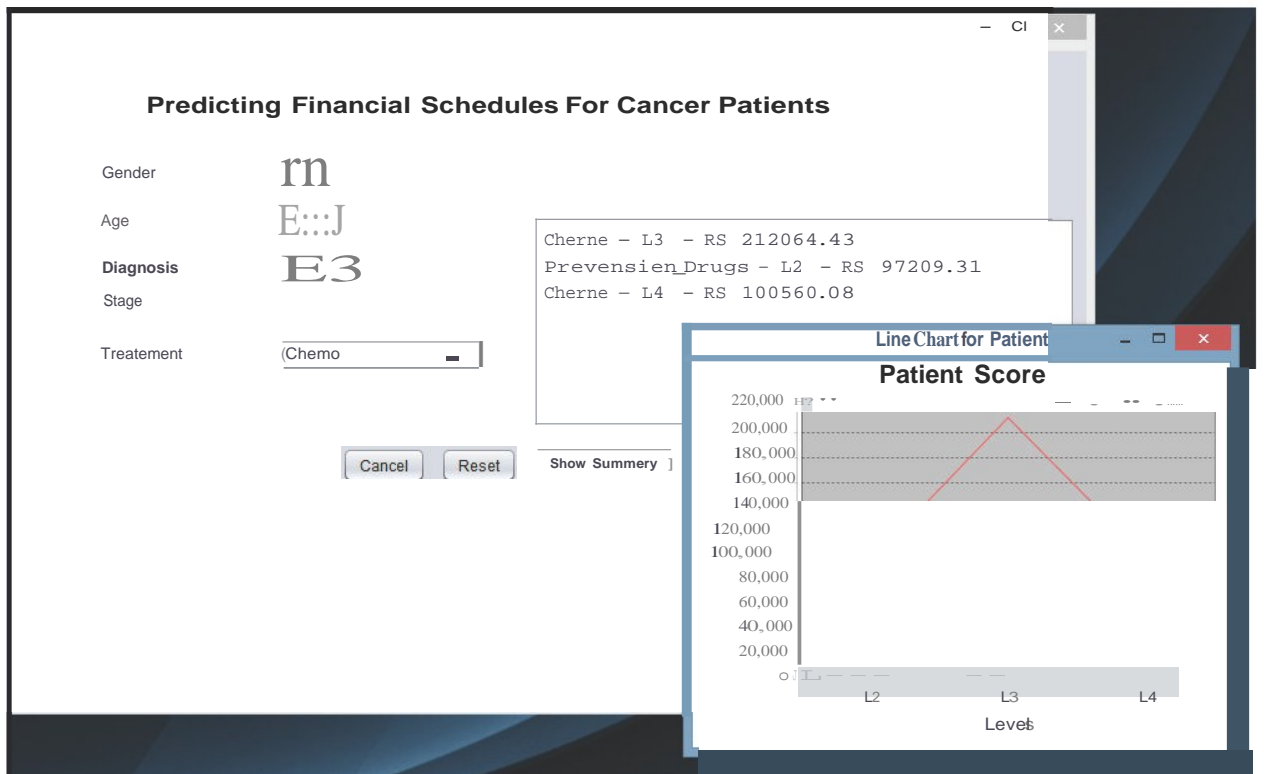 – CI ×
Predicting Financial Schedules For Cancer Patients
Gender rn
Age E:::J
Diagnosis E3
Stage
Treatement (Chemo
Cherne – L3 – RS 212064.43
Prevensien_Drugs – L2 – RS 97209.31
Cherne – L4 – RS 100560.08
Cancel Reset Show Summery ]
Line Chart for Patient
Patient Score
220,000
200,000
180,000
160,000
140,000
120,000
100,000
80,000
60,000
40,000
20,000
L2 L3 L4
Levels